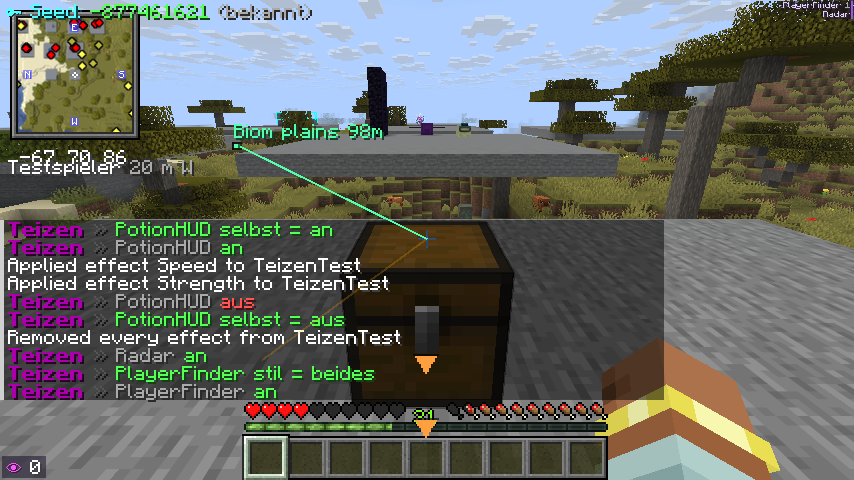 Seed -877461621 (bekannt)
PlayerFinder 1
Radar
E
N
S
W
Biom plains 98m
-67 70 86
Testspieler 20 m W
Teizen » PotionHUD selbst = an
Teizen » PotionHUD an
Applied effect Speed to TeizenTest
Applied effect Strength to TeizenTest
Teizen » PotionHUD aus
Teizen » PotionHUD selbst = aus
Removed every effect from TeizenTest
Teizen » Radar an
Teizen » PlayerFinder stil = beides
Teizen » PlayerFinder an
0